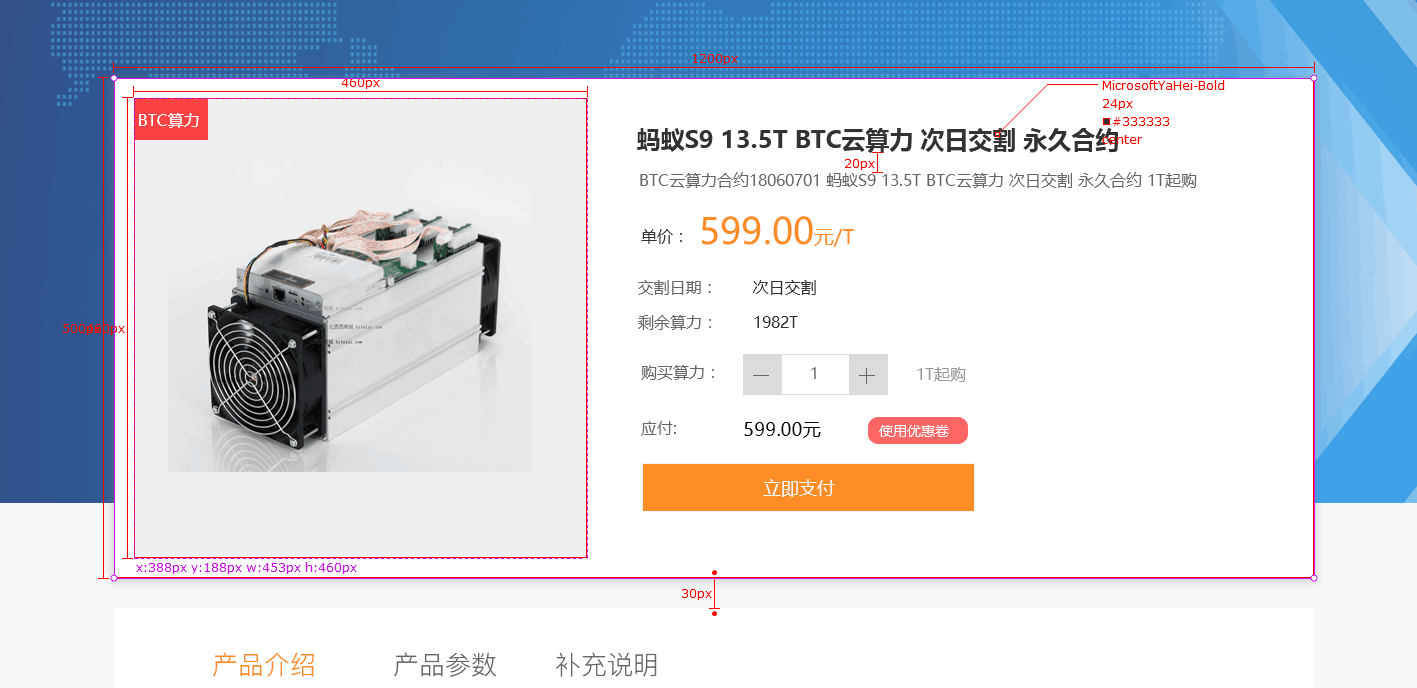 1200px
460px
MicrosoftYaHei-Bold
24px
#333333
center
BTC算力
蚂蚁S9 13.5T BTC云算力 次日交割 永久合约
20px
BTC云算力合约18060701 蚂蚁S9 13.5T BTC云算力 次日交割 永久合约 1T起购
单价： 599.00元/T
交割日期： 次日交割
剩余算力： 1982T
购买算力： — 1 + 1T起购
应付: 599.00元 使用优惠卷
立即支付
x:388px y:188px w:453px h:460px
30px
产品介绍 产品参数 补充说明